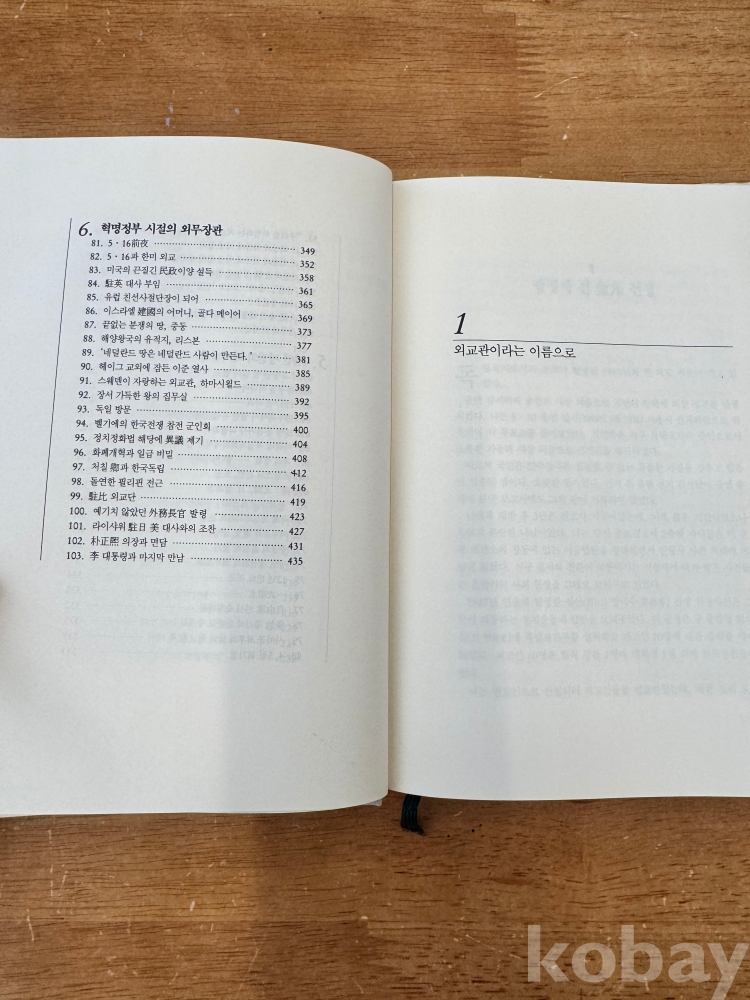 6. 혁명정부 시절의 외무장관
81. 5·16前夜 349
82. 5·16과 한미 외교 352
83. 미국의 끈질긴 民政이양 설득 358
84. 駐英 대사 부임 361
85. 유럽 친선사절단장이 되어 365
86. 이스라엘 建國의 어머니, 골다 메이어 369
87. 끝없는 분쟁의 땅, 중동 373
88. 해양왕국의 유적지, 리스본 377
89. '네덜란드 땅은 네덜란드 사람이 만든다.' 381
90. 헤이그 교외에 잠든 이준 열사 385
91. 스웨덴이 자랑하는 외교관, 하마시욀드 389
92. 장서 가득한 왕의 집무실 392
93. 독일 방문 395
94. 벨기에의 한국전쟁 참전 군인회 400
95. 정치정화법 해당에 異議 제기 404
96. 화폐개혁과 일급 비밀 408
97. 처칠 卿과 한국독립 412
98. 돌연한 필리핀 전근 416
99. 駐比 외교단 419
100. 예기치 않았던 外務長官 발령 423
101. 라이샤워 駐日 美 대사와의 조찬 427
102. 朴正熙 의장과 면담 431
103. 李 대통령과 마지막 만남 435
1
외교관이라는 이름으로
kobay